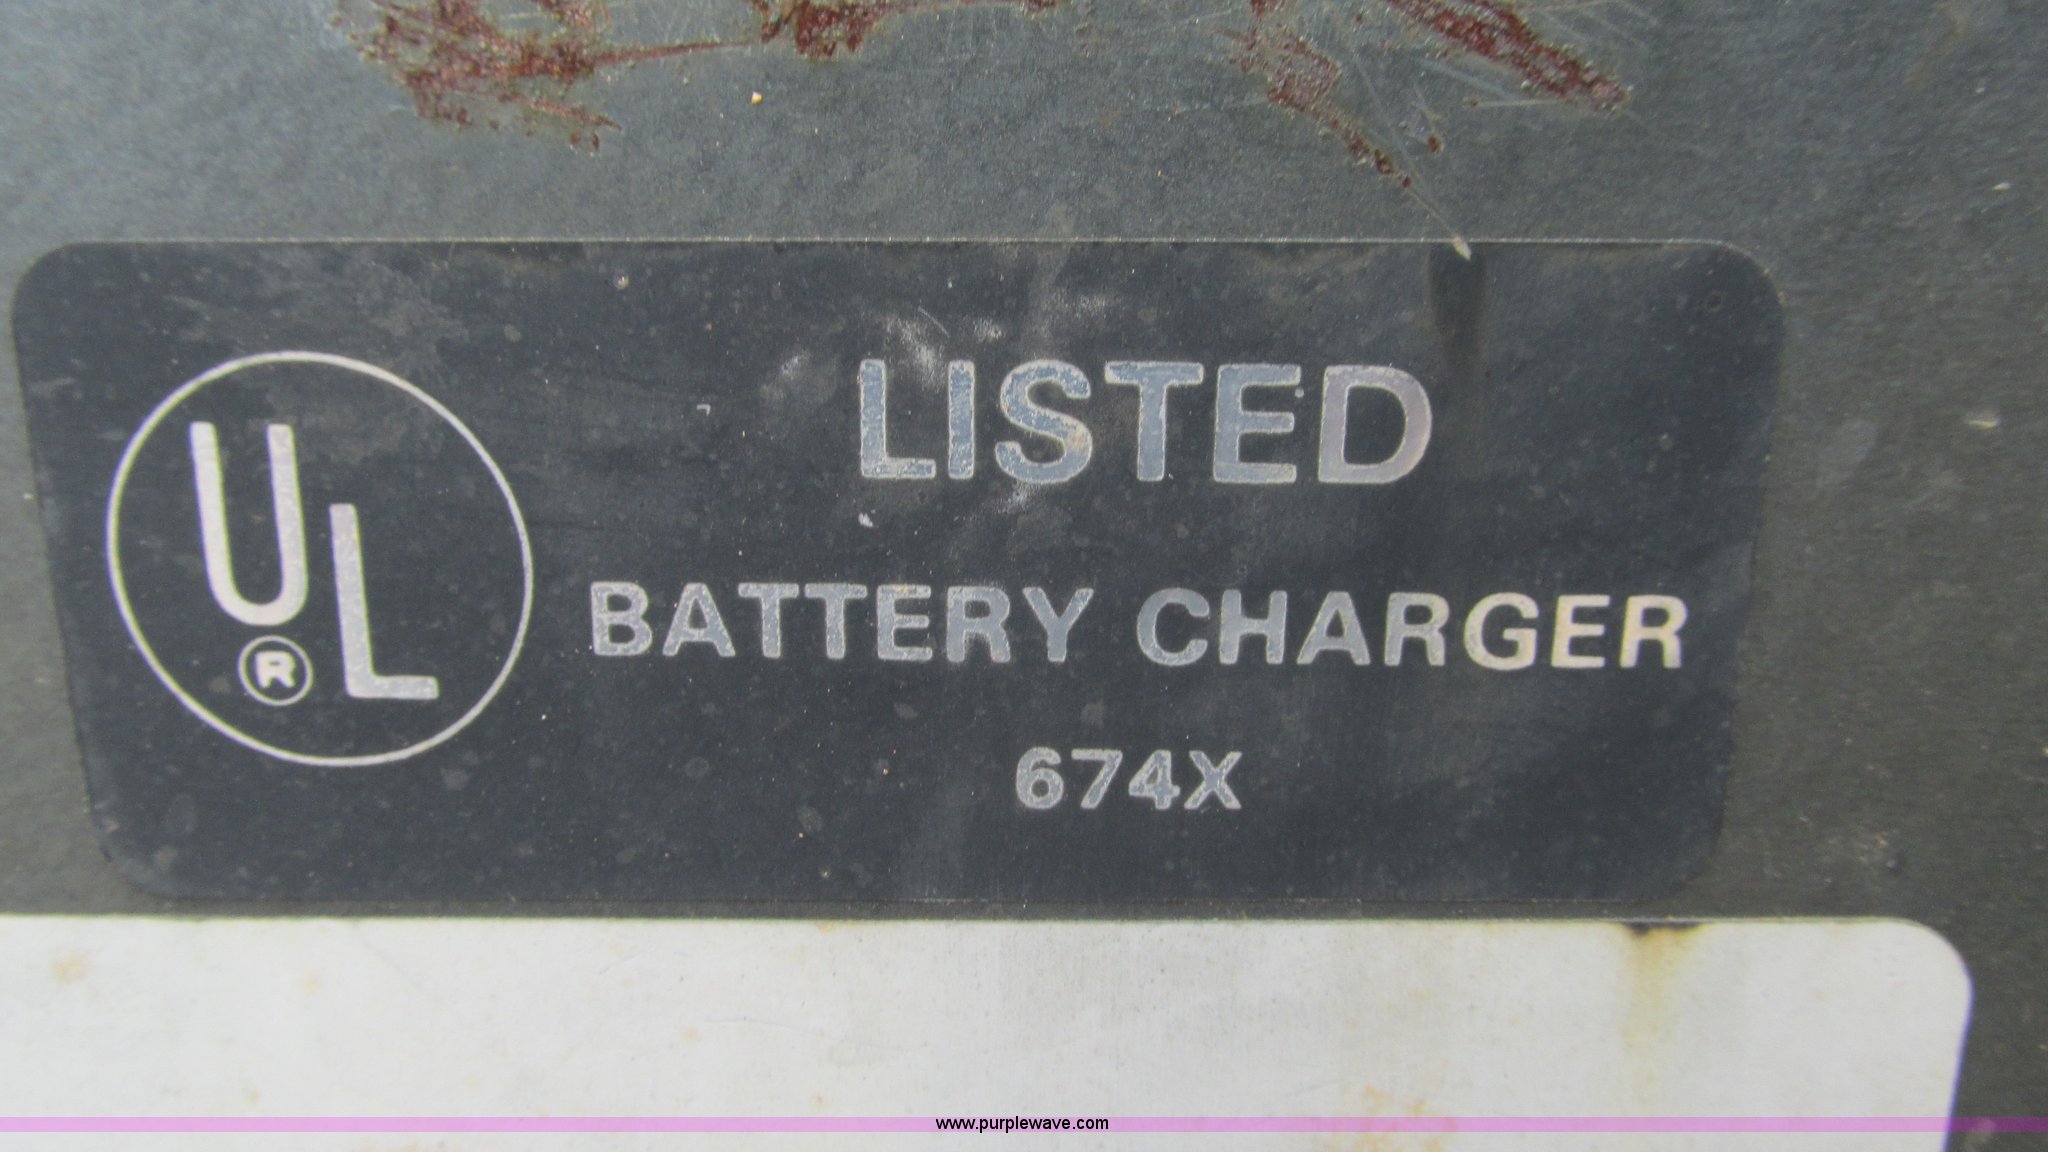 UL
®
LISTED
BATTERY CHARGER
674X
www.purplewave.com